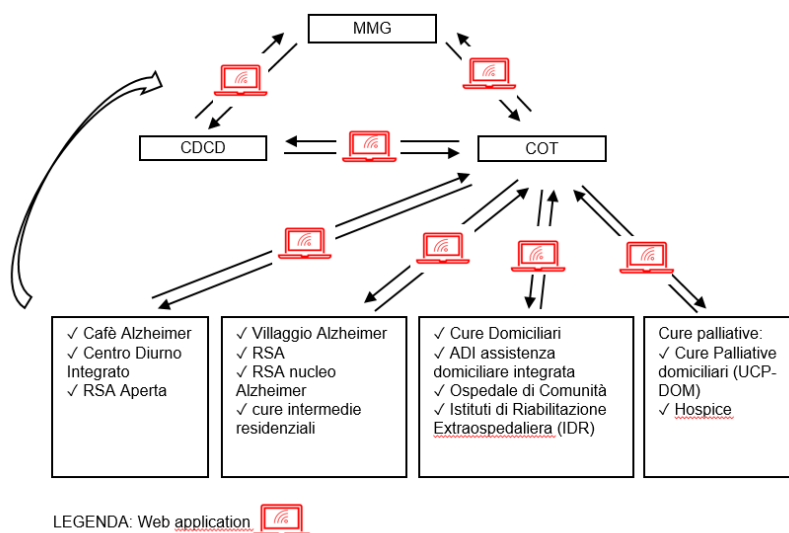 MMG
CDCD
COT
✓ Cafè Alzheimer
✓ Centro Diurno
Integrato
✓ RSA Aperta
✓ Villaggio Alzheimer
✓ RSA
✓ RSA nucleo
Alzheimer
✓ cure intermedie
residenziali
✓ Cure Domiciliari
✓ ADI assistenza
domiciliare integrata
✓ Ospedale di Comunità
✓ Istituti di Riabilitazione
Extraospedaliera (IDR)
Cure palliative:
✓ Cure Palliative
domiciliari (UCP-
DOM)
✓ Hospice
LEGENDA: Web application